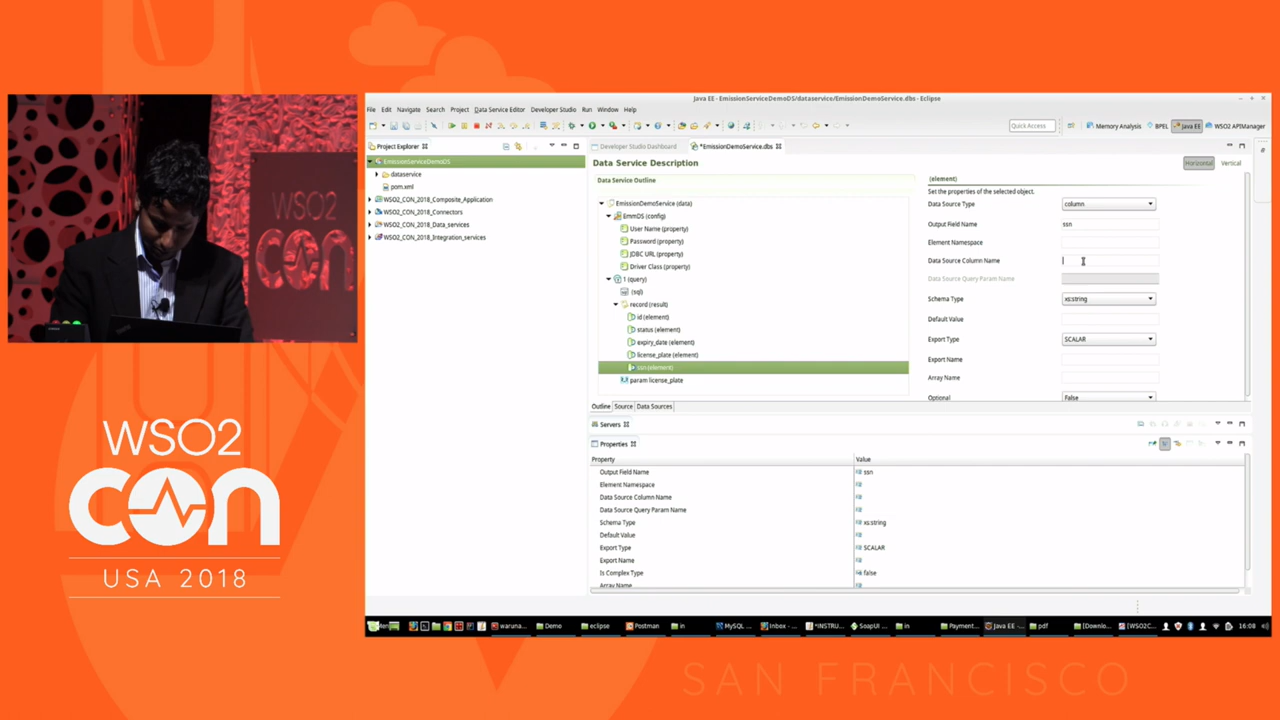 WSO2
con
WSO2
con
USA 2018
SAN FRANCISCO
Java EE - EmissionServiceDemoDS/dataservice/EmissionDemoService.dbs - Eclipse
File Edit Navigate Search Project Data Service Editor Developer Studio Run Window Help
Quick Access
Memory Analysis BPEL Java EE WSO2 APIManager
Project Explorer
EmissionServiceDemoDS
dataservice
pom.xml
WSO2_CON_2018_Composite_Application
WSO2_CON_2018_Connectors
WSO2_CON_2018_Data_services
WSO2_CON_2018_Integration_services
Developer Studio Dashboard *EmissionDemoService.dbs
Data Service Description
Horizontal Vertical
Data Service Outline
EmissionDemoService (data)
EmmDS (config)
User Name (property)
Password (property)
JDBC URL (property)
Driver Class (property)
1 (query)
(sql)
record (result)
id (element)
status (element)
expiry_date (element)
license_plate (element)
ssn (element)
param license_plate
Outline Source Data Sources
(element)
Set the properties of the selected object.
Data Source Type column
Output Field Name ssn
Element Namespace
Data Source Column Name
Data Source Query Param Name
Schema Type xs:string
Default Value
Export Type SCALAR
Export Name
Array Name
Optional False
Servers
Properties
Property Value
Output Field Name ssn
Element Namespace
Data Source Column Name
Data Source Query Param Name
Schema Type xs:string
Default Value
Export Type SCALAR
Export Name
Is Complex Type false
Array Name
Menu waruna... Demo eclipse Postman in MySQL ... Inbox - ... *INSTRU... SoapUI ... in Payment... Java EE -... pdf [Downlo... [WSO2C... 16:08